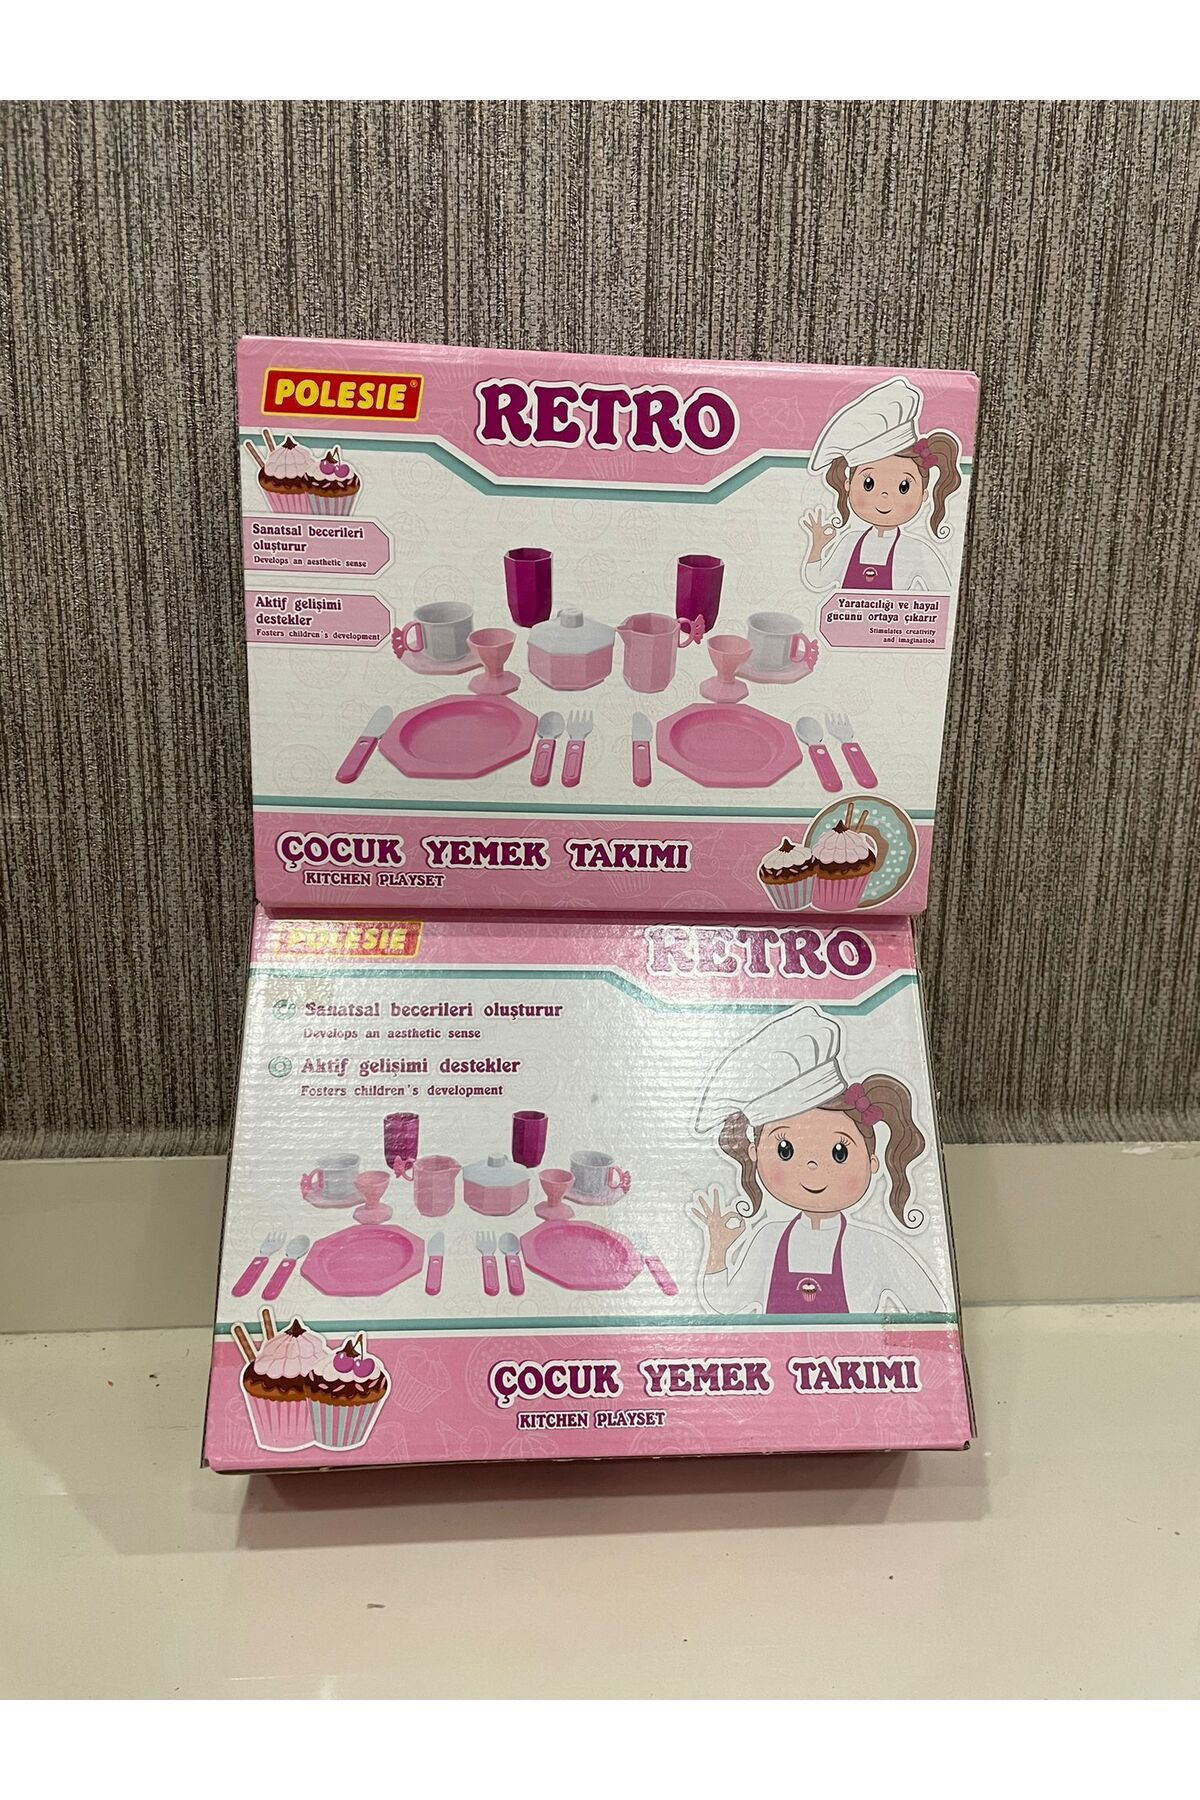 POLESIE®
RETRO
Sanatsal becerileri
oluşturur
Develops an aesthetic sense
Aktif gelişimi
destekler
Fosters children's development
Yaratacılığı ve hayal
gücünü ortaya çıkarır
Stimulates creativity
and imagination
ÇOCUK YEMEK TAKIMI
KITCHEN PLAYSET
POLESIE
RETRO
Sanatsal becerileri oluşturur
Develops an aesthetic sense
Aktif gelişimi destekler
Fosters children's development
ÇOCUK YEMEK TAKIMI
KITCHEN PLAYSET